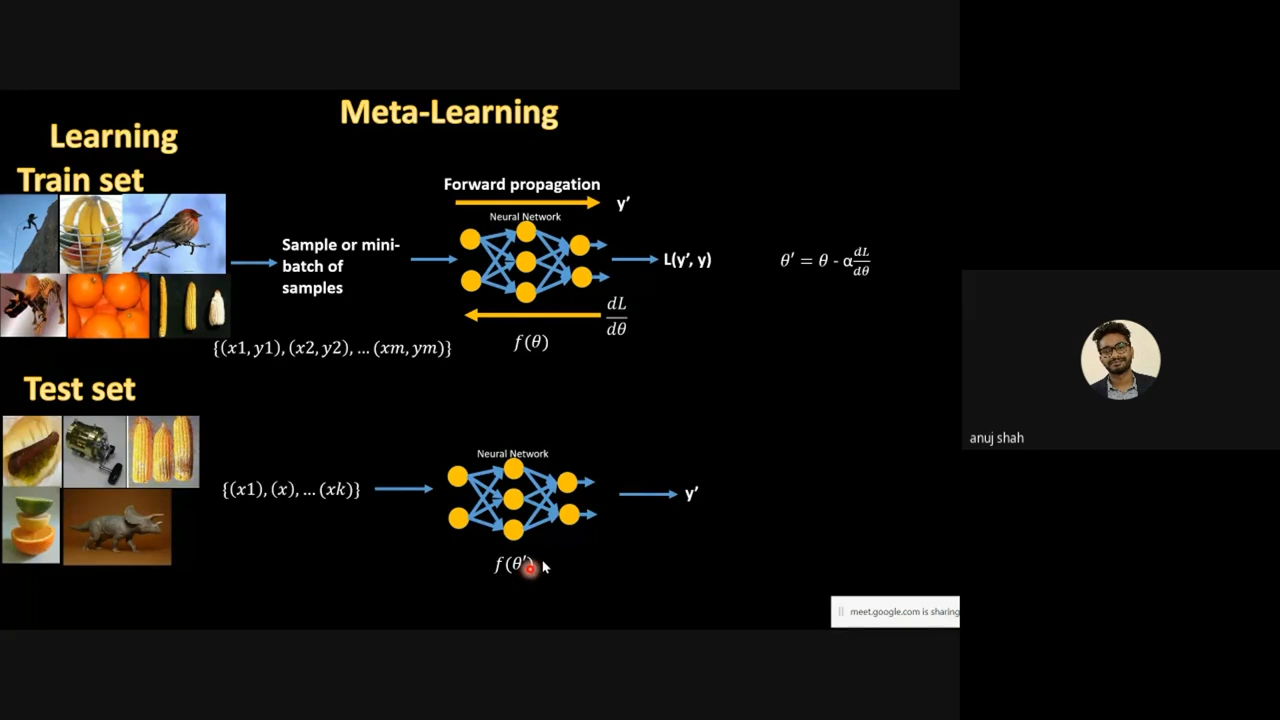 Meta-Learning
Learning
Train set
Forward propagation
y’
Neural Network
Sample or mini-
batch of
samples
L(y’, y)
θ′ = θ - α dL/dθ
dL/dθ
f(θ)
{(x1, y1), (x2, y2), … (xm, ym)}
Test set
Neural Network
{(x1), (x), … (xk)}
y’
f(θ′)
anuj shah
meet.google.com is sharing